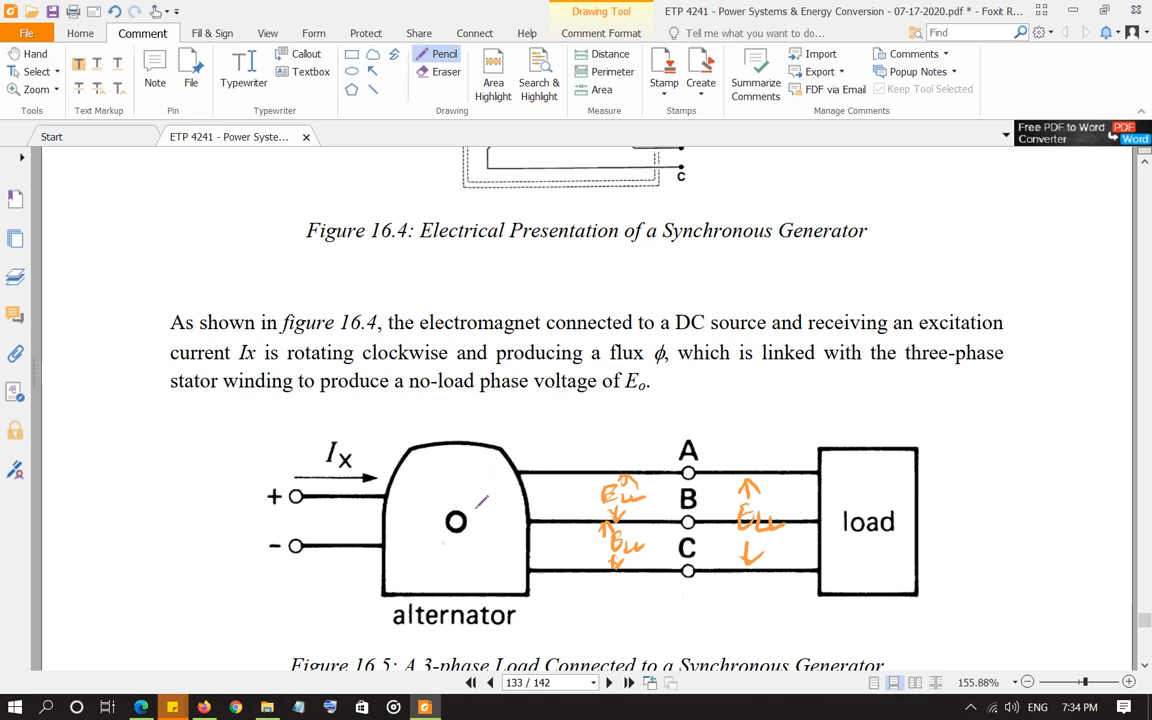 Drawing Tool
ETP 4241 - Power Systems & Energy Conversion - 07-17-2020.pdf * - Foxit R...
File Home Comment Fill & Sign View Form Protect Share Connect Help Comment Format Tell me what you want to do... Find
Hand
Select
Zoom
Tools
Text Markup
Note
File
Pin
Typewriter
Callout
Textbox
Typewriter
Pencil
Eraser
Drawing
Area Highlight
Search & Highlight
Distance
Perimeter
Area
Measure
Stamp
Create
Stamps
Summarize Comments
Import
Export
FDF via Email
Comments
Popup Notes
Keep Tool Selected
Manage Comments
Start
ETP 4241 - Power Syste...
Free PDF to Word
Converter
PDF
Word
C
Figure 16.4: Electrical Presentation of a Synchronous Generator
As shown in figure 16.4, the electromagnet connected to a DC source and receiving an excitation
current Ix is rotating clockwise and producing a flux ϕ, which is linked with the three-phase
stator winding to produce a no-load phase voltage of Eo.
IX
+
-
alternator
A
B
C
ELL
ELL
ELL
load
Figure 16.5: A 3-phase Load Connected to a Synchronous Generator
133 / 142
155.88%
ENG 7:34 PM